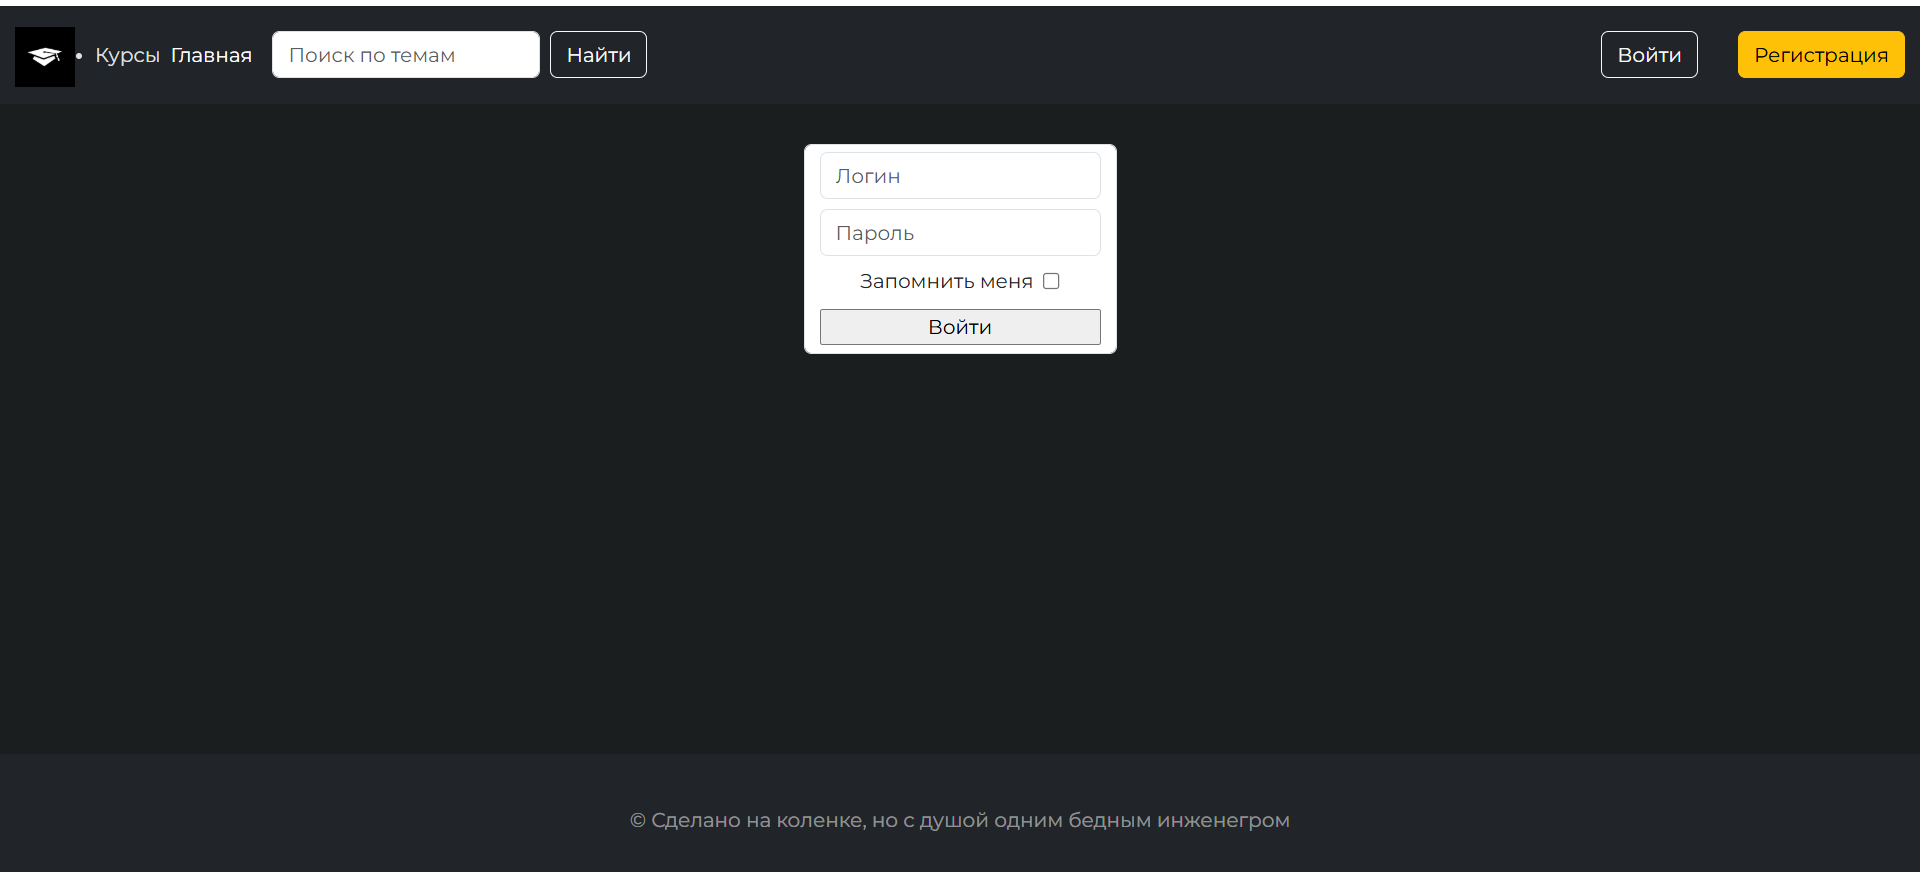 Курсы Главная Поиск по темам Найти Войти Регистрация
Логин
Пароль
Запомнить меня
Войти
© Сделано на коленке, но с душой одним бедным инженегром